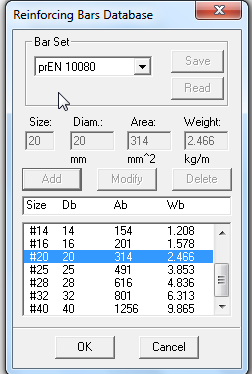 Reinforcing Bars Database
Bar Set
prEN 10080
Save
Read
Size: Diam.: Area: Weight:
20 20 314 2.466
mm mm^2 kg/m
Add Modify Delete
Size Db Ab Wb
#14 14 154 1.208
#16 16 201 1.578
#20 20 314 2.466
#25 25 491 3.853
#28 28 616 4.836
#32 32 801 6.313
#40 40 1256 9.865
OK Cancel